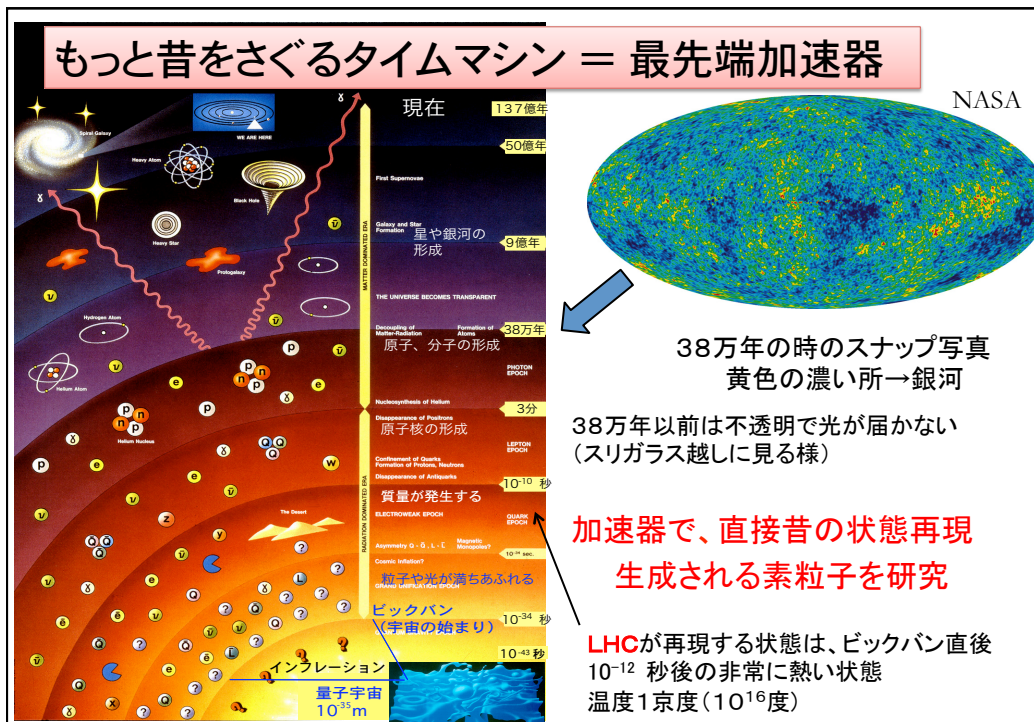 もっと昔をさぐるタイムマシン = 最先端加速器
NASA
現在
137億年
WE ARE HERE
Spiral Galaxy
50億年
Heavy Atom
First Supernovae
Black Hole
Heavy Star
Galaxy and Star
Formation
星や銀河の
形成
9億年
Protogalaxy
MATTER DOMINATED ERA
THE UNIVERSE BECOMES TRANSPARENT
Hydrogen Atom
Decoupling of
Matter-Radiation
Formation of
Atoms
38万年
原子、分子の形成
Helium Atom
PHOTON
EPOCH
Nucleosynthesis of Helium
3分
Disappearance of Positrons
原子核の形成
Helium Nucleus
LEPTON
EPOCH
Confinement of Quarks
Formation of Protons, Neutrons
Disappearance of Antiquarks
10⁻¹⁰ 秒
質量が発生する
The Desert
ELECTROWEAK EPOCH
QUARK
EPOCH
RADIATION DOMINATED ERA
Asymmetry Q - Q̄, L - L̄
Magnetic
Monopoles?
10⁻³⁴ sec.
Cosmic Inflation?
粒子や光が満ちあふれる
GRAND UNIFICATION EPOCH
ビックバン
(宇宙の始まり)
10⁻³⁴ 秒
10⁻⁴³ 秒
インフレーション
量子宇宙
10⁻³⁵m
38万年の時のスナップ写真
黄色の濃い所→銀河
38万年以前は不透明で光が届かない
(スリガラス越しに見る様)
加速器で、直接昔の状態再現
生成される素粒子を研究
LHCが再現する状態は、ビックバン直後
10⁻¹² 秒後の非常に熱い状態
温度1京度(10¹⁶度)